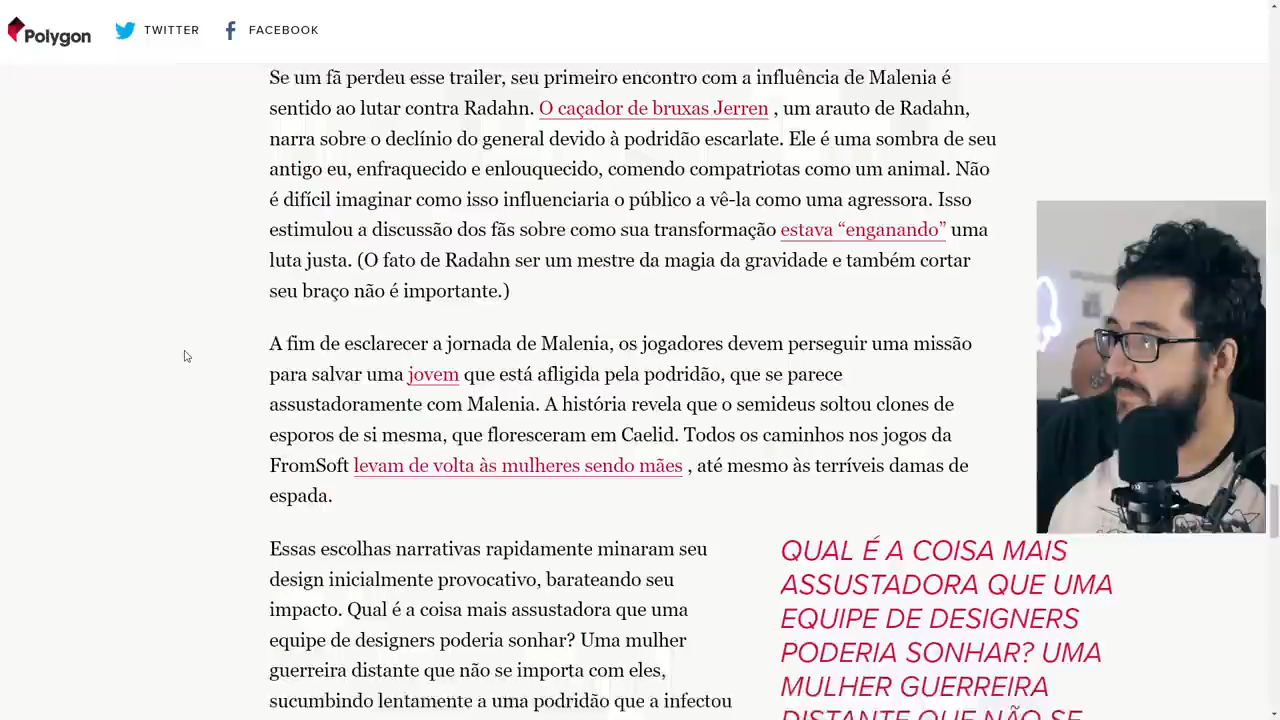 Polygon
TWITTER
FACEBOOK
Se um fã perdeu esse trailer, seu primeiro encontro com a influência de Malenia é
sentido ao lutar contra Radahn. O caçador de bruxas Jerren , um arauto de Radahn,
narra sobre o declínio do general devido à podridão escarlate. Ele é uma sombra de seu
antigo eu, enfraquecido e enlouquecido, comendo compatriotas como um animal. Não
é difícil imaginar como isso influenciaria o público a vê-la como uma agressora. Isso
estimulou a discussão dos fãs sobre como sua transformação estava “enganando” uma
luta justa. (O fato de Radahn ser um mestre da magia da gravidade e também cortar
seu braço não é importante.)
A fim de esclarecer a jornada de Malenia, os jogadores devem perseguir uma missão
para salvar uma jovem que está afligida pela podridão, que se parece
assustadoramente com Malenia. A história revela que o semideus soltou clones de
esporos de si mesma, que floresceram em Caelid. Todos os caminhos nos jogos da
FromSoft levam de volta às mulheres sendo mães , até mesmo às terríveis damas de
espada.
Essas escolhas narrativas rapidamente minaram seu
design inicialmente provocativo, barateando seu
impacto. Qual é a coisa mais assustadora que uma
equipe de designers poderia sonhar? Uma mulher
guerreira distante que não se importa com eles,
sucumbindo lentamente a uma podridão que a infectou
QUAL É A COISA MAIS
ASSUSTADORA QUE UMA
EQUIPE DE DESIGNERS
PODERIA SONHAR? UMA
MULHER GUERREIRA
DISTANTE QUE NÃO SE